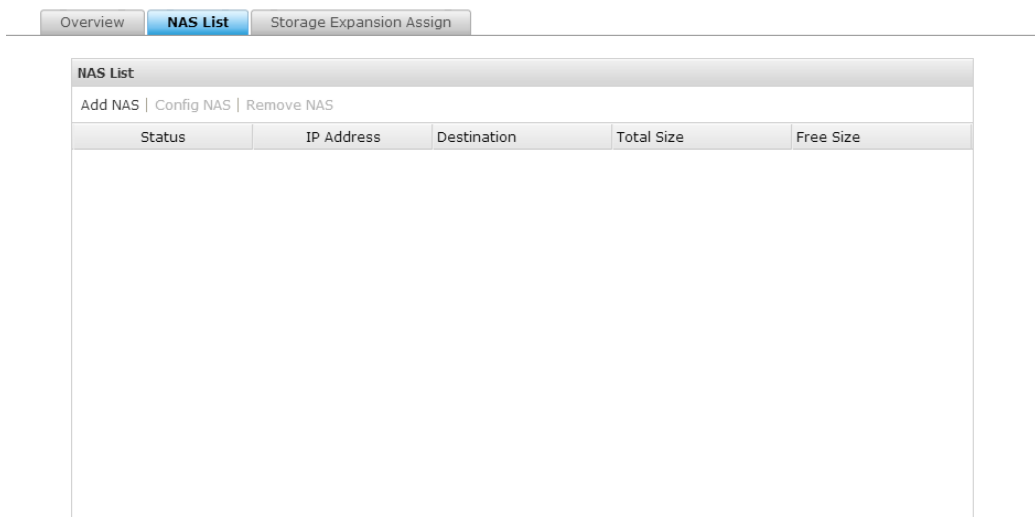 Overview NAS List Storage Expansion Assign
NAS List
Add NAS | Config NAS | Remove NAS
Status IP Address Destination Total Size Free Size